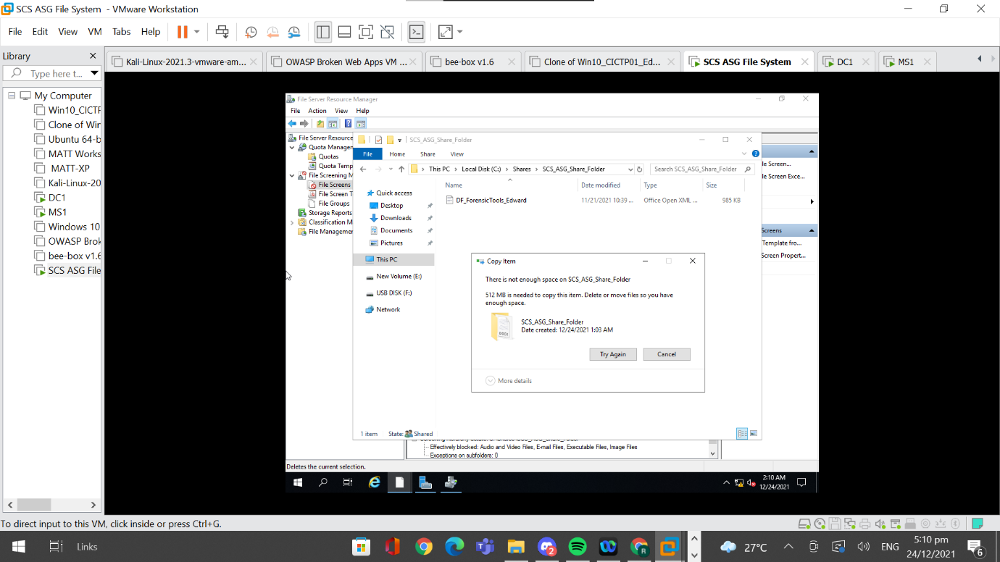 SCS ASG File System - VMware Workstation
File Edit View VM Tabs Help
Library
Type here t...
Kali-Linux-2021.3-vmware-am...
OWASP Broken Web Apps VM ...
bee-box v1.6
Clone of Win10_CICTP01_Ed...
SCS ASG File System
DC1
MS1
My Computer
Win10_CICTF
Clone of Wir
Ubuntu 64-b
MATT Works
MATT-XP
Kali-Linux-20
DC1
MS1
Windows 10
OWASP Brok
bee-box v1.6
SCS ASG File
File Server Resource Manager
File Action View Help
File Server Resource
Quota Manager
Quotas
Quota Temp
File Screening M
File Screens
File Screen T
File Groups
Storage Reports
Classification M
File Managemer
SCS_ASG_Share_Folder
File Home Share View
This PC > Local Disk (C:) > Shares > SCS_ASG_Share_Folder
Search SCS_ASG_Share_Folder
Name Date modified Type Size
DF_ForensicTools_Edward 11/21/2021 10:39 ... Office Open XML ... 985 KB
Quick access
Desktop
Downloads
Documents
Pictures
This PC
New Volume (E:)
USB DISK (F:)
Network
Copy Item
There is not enough space on SCS_ASG_Share_Folder
512 MB is needed to copy this item. Delete or move files so you have
enough space.
SCS_ASG_Share_Folder
Date created: 12/24/2021 1:03 AM
DOCX
Try Again
Cancel
More details
1 item State: Shared
le Screen...
le Screen Exce...
Screens
Template fro...
Screen Propert...
Effectively blocked: Audio and Video Files, E-mail Files, Executable Files, Image Files
Exceptions on subfolders: 0
Deletes the current selection.
2:10 AM
12/24/2021
To direct input to this VM, click inside or press Ctrl+G.
Links
2
R
27°C
ENG
5:10 pm
24/12/2021
6